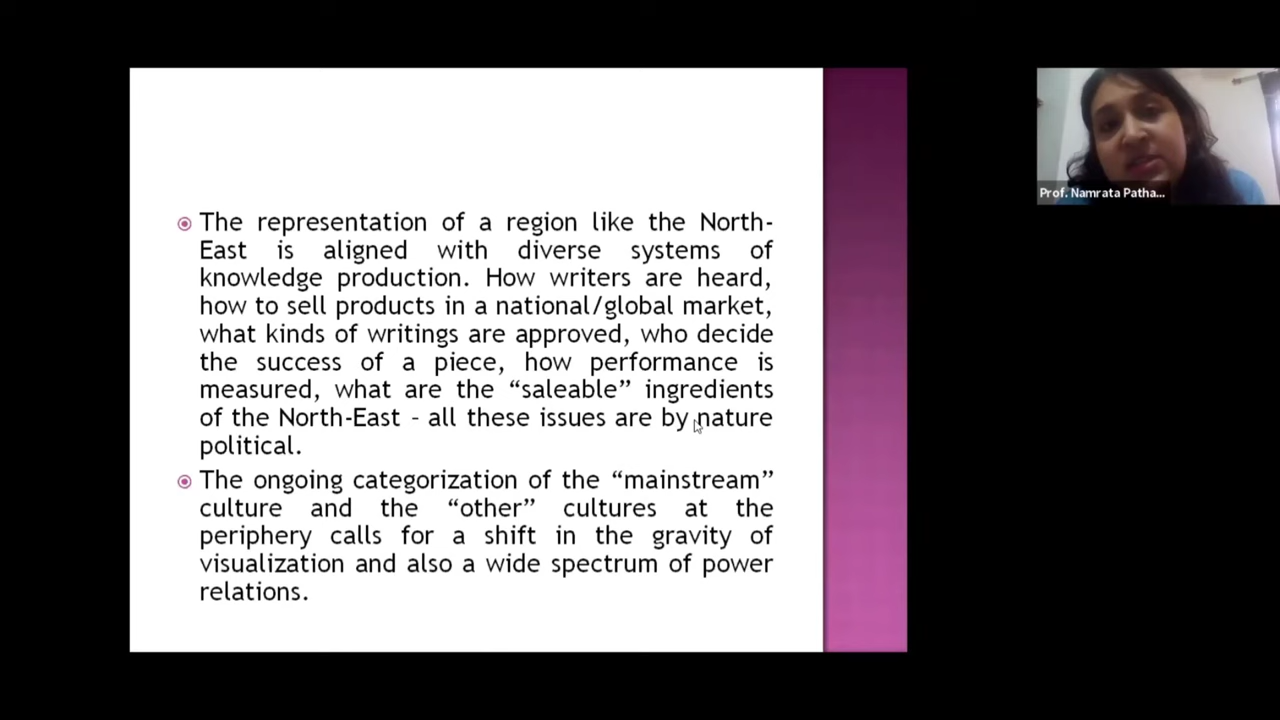 The representation of a region like the North-
East is aligned with diverse systems of
knowledge production. How writers are heard,
how to sell products in a national/global market,
what kinds of writings are approved, who decide
the success of a piece, how performance is
measured, what are the “saleable” ingredients
of the North-East – all these issues are by nature
political.
The ongoing categorization of the “mainstream”
culture and the “other” cultures at the
periphery calls for a shift in the gravity of
visualization and also a wide spectrum of power
relations.
Prof. Namrata Patha...